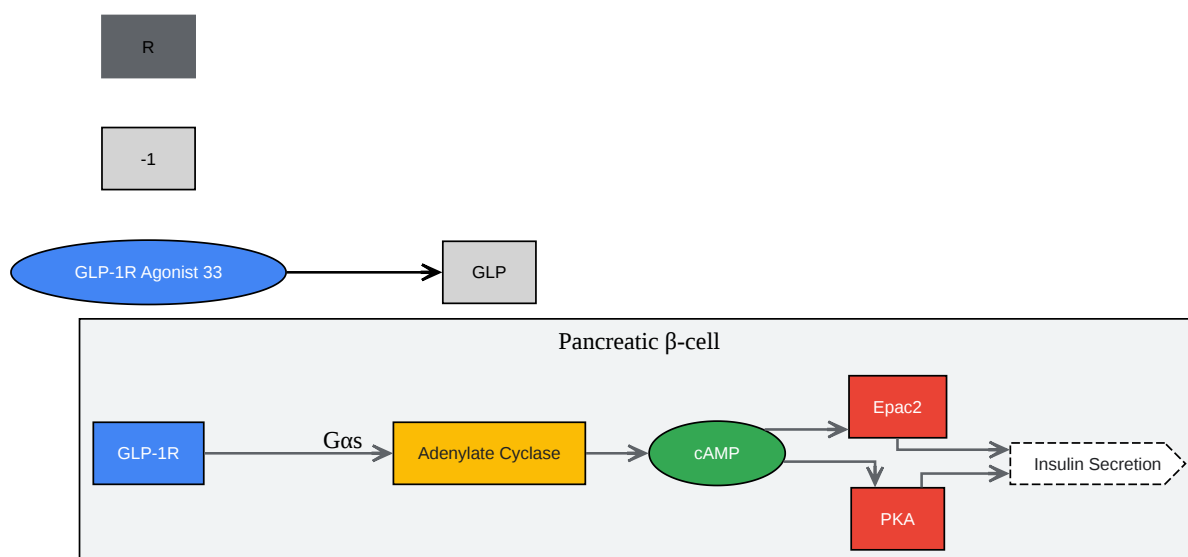 R
-1
GLP-1R Agonist 33
GLP
Pancreatic β-cell
GLP-1R
Gαs
Adenylate Cyclase
cAMP
Epac2
PKA
Insulin Secretion